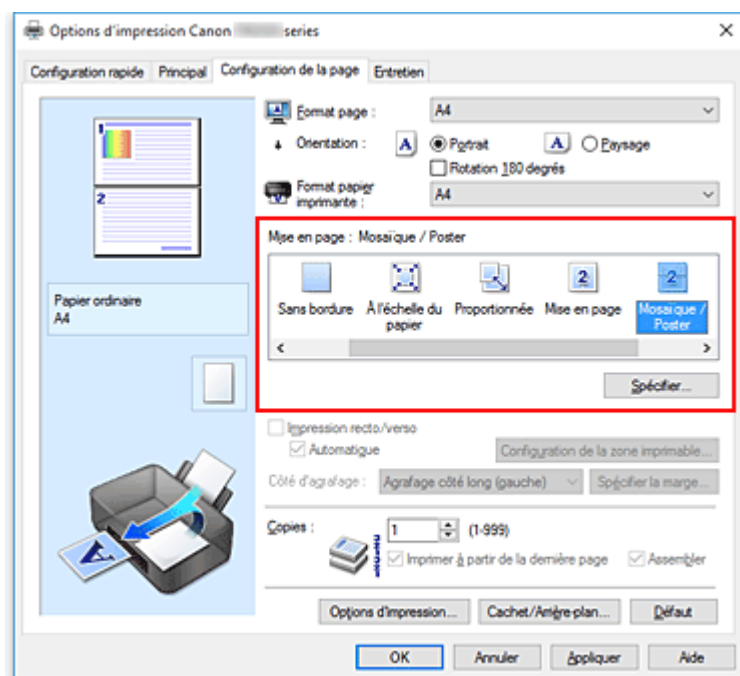 Options d'impression Canon series
Configuration rapide Principal Configuration de la page Entretien
Format page : A4
Orientation : A Portrait A Paysage
Rotation 180 degrés
Format papier
imprimante : A4
1
2
Mise en page : Mosaïque / Poster
2 2
Sans bordure À l'échelle du Proportionnée Mise en page Mosaïque /
papier Poster
Papier ordinaire
A4
Spécifier...
Impression recto/verso
Automatique Configuration de la zone imprimable...
Côté d'agrafage : Agrafage côté long (gauche) Spécifier la marge...
Copies : 1 (1-999)
Imprimer à partir de la dernière page Assembler
A
Options d'impression... Cachet/Arrière-plan... Défaut
OK Annuler Appliquer Aide